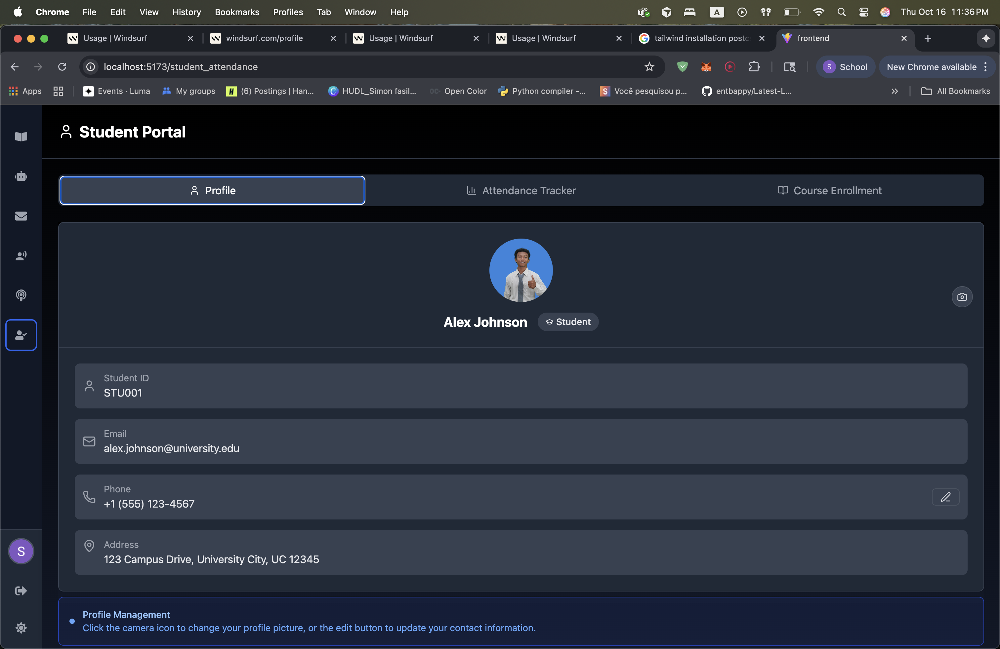 Chrome File Edit View History Bookmarks Profiles Tab Window Help
A
Thu Oct 16 11:36 PM
Usage | Windsurf
windsurf.com/profile
Usage | Windsurf
Usage | Windsurf
tailwind installation postc
frontend
localhost:5173/student_attendance
S School
New Chrome available
Apps
Events · Luma
My groups
(6) Postings | Han...
HUDL_Simon fasil...
OC Open Color
Python compiler -...
S Você pesquisou p...
entbappy/Latest-L...
All Bookmarks
Student Portal
Profile
Attendance Tracker
Course Enrollment
Alex Johnson
Student
Student ID
STU001
Email
alex.johnson@university.edu
Phone
+1 (555) 123-4567
Address
123 Campus Drive, University City, UC 12345
S
Profile Management
Click the camera icon to change your profile picture, or the edit button to update your contact information.